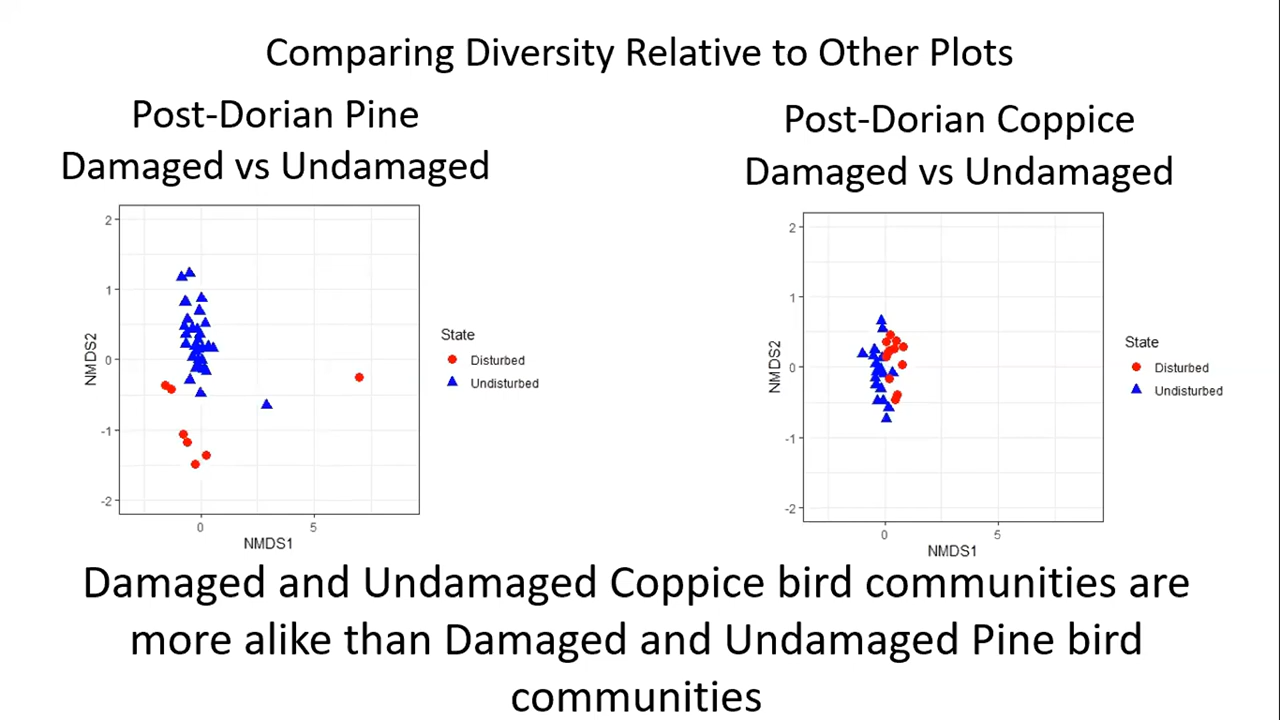 Comparing Diversity Relative to Other Plots
Post-Dorian Pine
Damaged vs Undamaged
2
1
0
-1
-2
NMDS2
0
5
NMDS1
State
Disturbed
Undisturbed
Post-Dorian Coppice
Damaged vs Undamaged
2
1
0
-1
-2
NMDS2
0
5
NMDS1
State
Disturbed
Undisturbed
Damaged and Undamaged Coppice bird communities are
more alike than Damaged and Undamaged Pine bird
communities